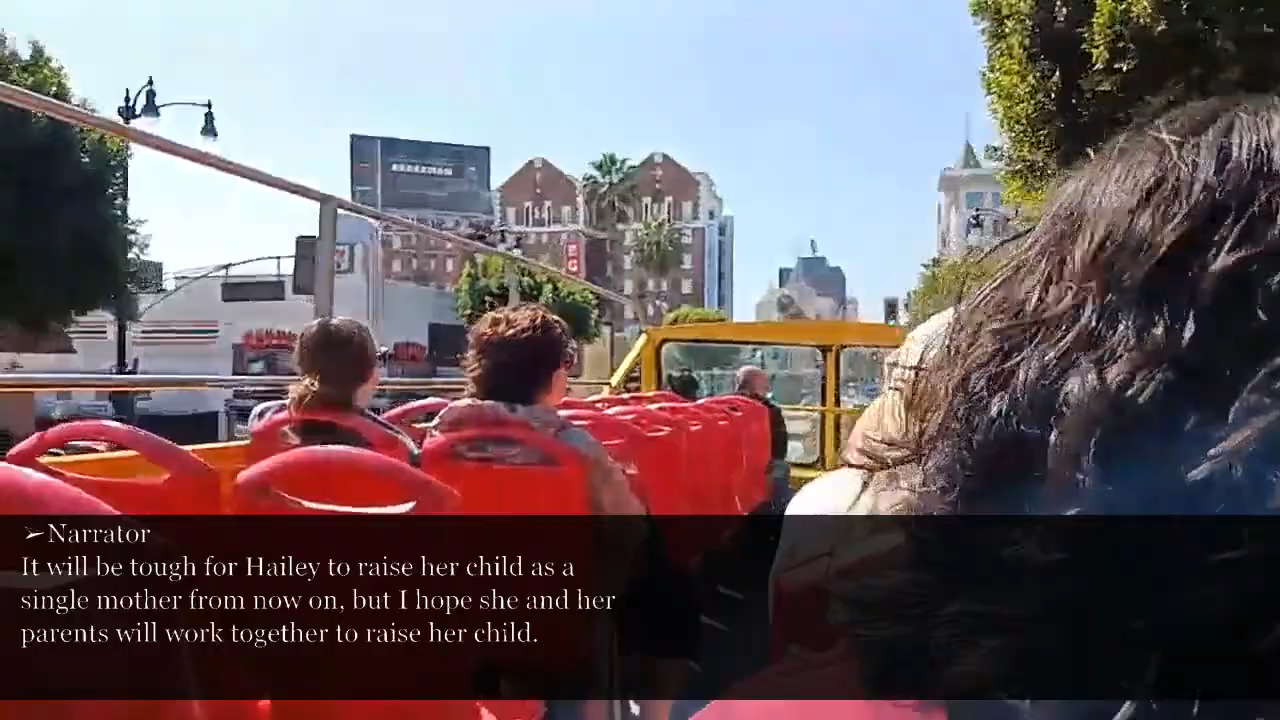 ➢Narrator
It will be tough for Hailey to raise her child as a
single mother from now on, but I hope she and her
parents will work together to raise her child.